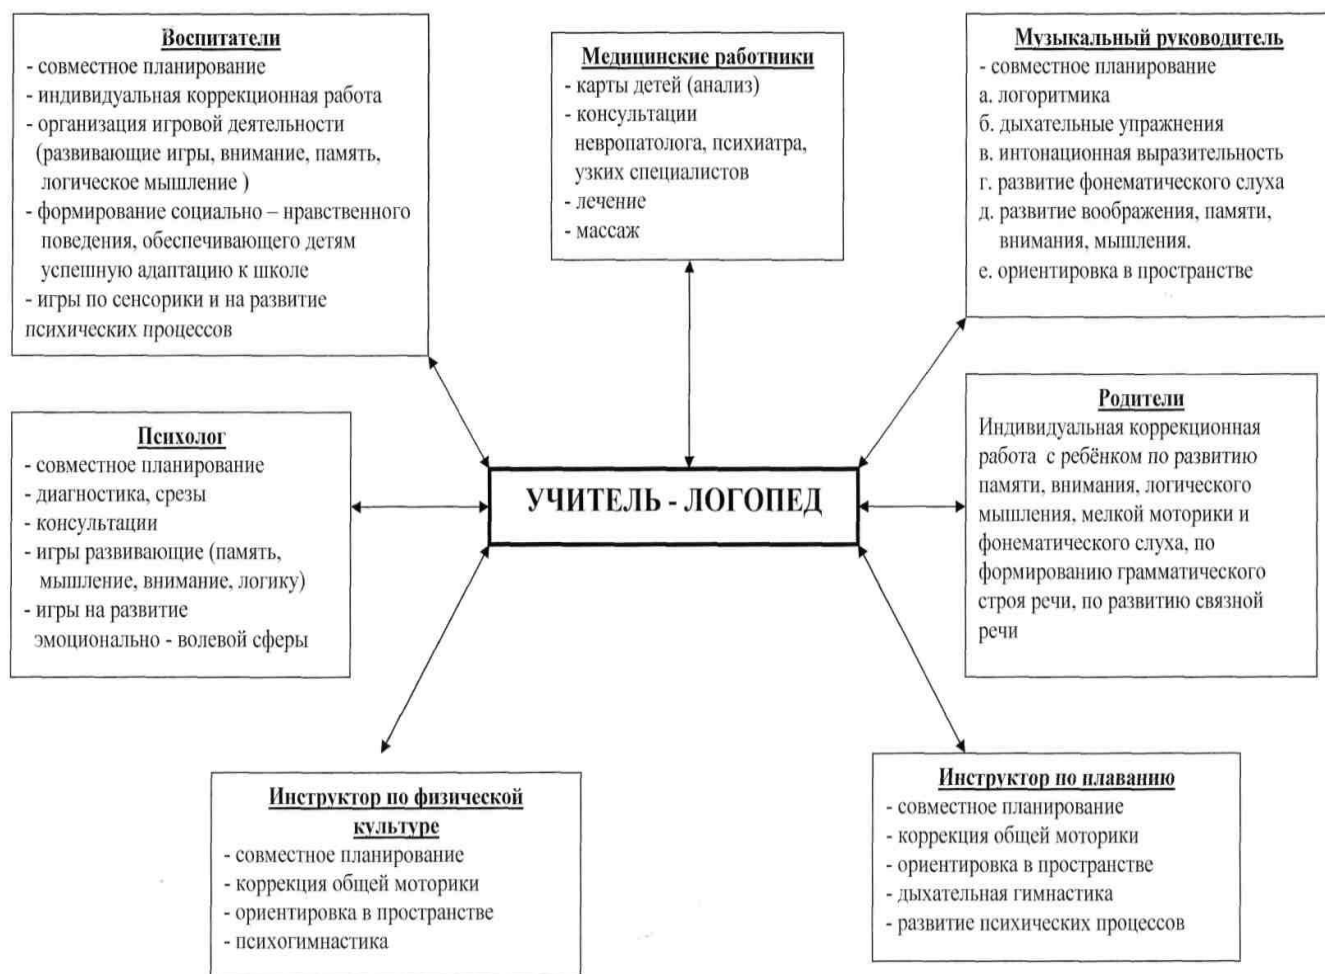 Воспитатели
- совместное планирование
- индивидуальная коррекционная работа
- организация игровой деятельности
(развивающие игры, внимание, память,
логическое мышление )
- формирование социально – нравственного
поведения, обеспечивающего детям
успешную адаптацию к школе
- игры по сенсорики и на развитие
психических процессов
Медицинские работники
- карты детей (анализ)
- консультации
невропатолога, психиатра,
узких специалистов
- лечение
- массаж
Музыкальный руководитель
- совместное планирование
а. логоритмика
б. дыхательные упражнения
в. интонационная выразительность
г. развитие фонематического слуха
д. развитие воображения, памяти,
внимания, мышления.
е. ориентировка в пространстве
Психолог
- совместное планирование
- диагностика, срезы
- консультации
- игры развивающие (память,
мышление, внимание, логику)
- игры на развитие
эмоционально - волевой сферы
УЧИТЕЛЬ - ЛОГОПЕД
Родители
Индивидуальная коррекционная
работа с ребёнком по развитию
памяти, внимания, логического
мышления, мелкой моторики и
фонематического слуха, по
формированию грамматического
строя речи, по развитию связной
речи
Инструктор по физической
культуре
- совместное планирование
- коррекция общей моторики
- ориентировка в пространстве
- психогимнастика
Инструктор по плаванию
- совместное планирование
- коррекция общей моторики
- ориентировка в пространстве
- дыхательная гимнастика
- развитие психических процессов